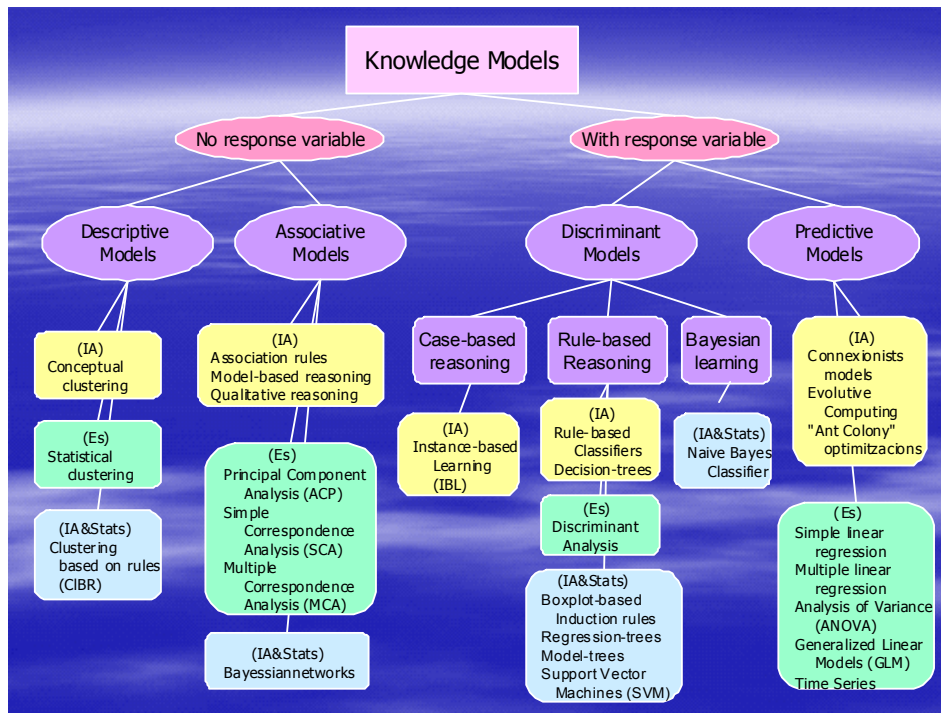 Knowledge Models
No response variable
With response variable
Descriptive
Models
Associative
Models
Discriminant
Models
Predictive
Models
(IA)
Conceptual
clustering
(Es)
Statistical
clustering
(IA&Stats)
Clustering
based on rules
(ClBR)
(IA)
Association rules
Model-based reasoning
Qualitative reasoning
(Es)
Principal Component
Analysis (ACP)
Simple
Correspondence
Analysis (SCA)
Multiple
Correspondence
Analysis (MCA)
(IA&Stats)
Bayessiannetworks
Case-based
reasoning
(IA)
Instance-based
Learning
(IBL)
Rule-based
Reasoning
(IA)
Rule-based
Classifiers
Decision-trees
(Es)
Discriminant
Analysis
(IA&Stats)
Boxplot-based
Induction rules
Regression-trees
Model-trees
Support Vector
Machines (SVM)
Bayesian
learning
(IA&Stats)
Naive Bayes
Classifier
(IA)
Connexionists
models
Evolutive
Computing
"Ant Colony"
optimitzacions
(Es)
Simple linear
regression
Multiple linear
regression
Analysis of Variance
(ANOVA)
Generalized Linear
Models (GLM)
Time Series